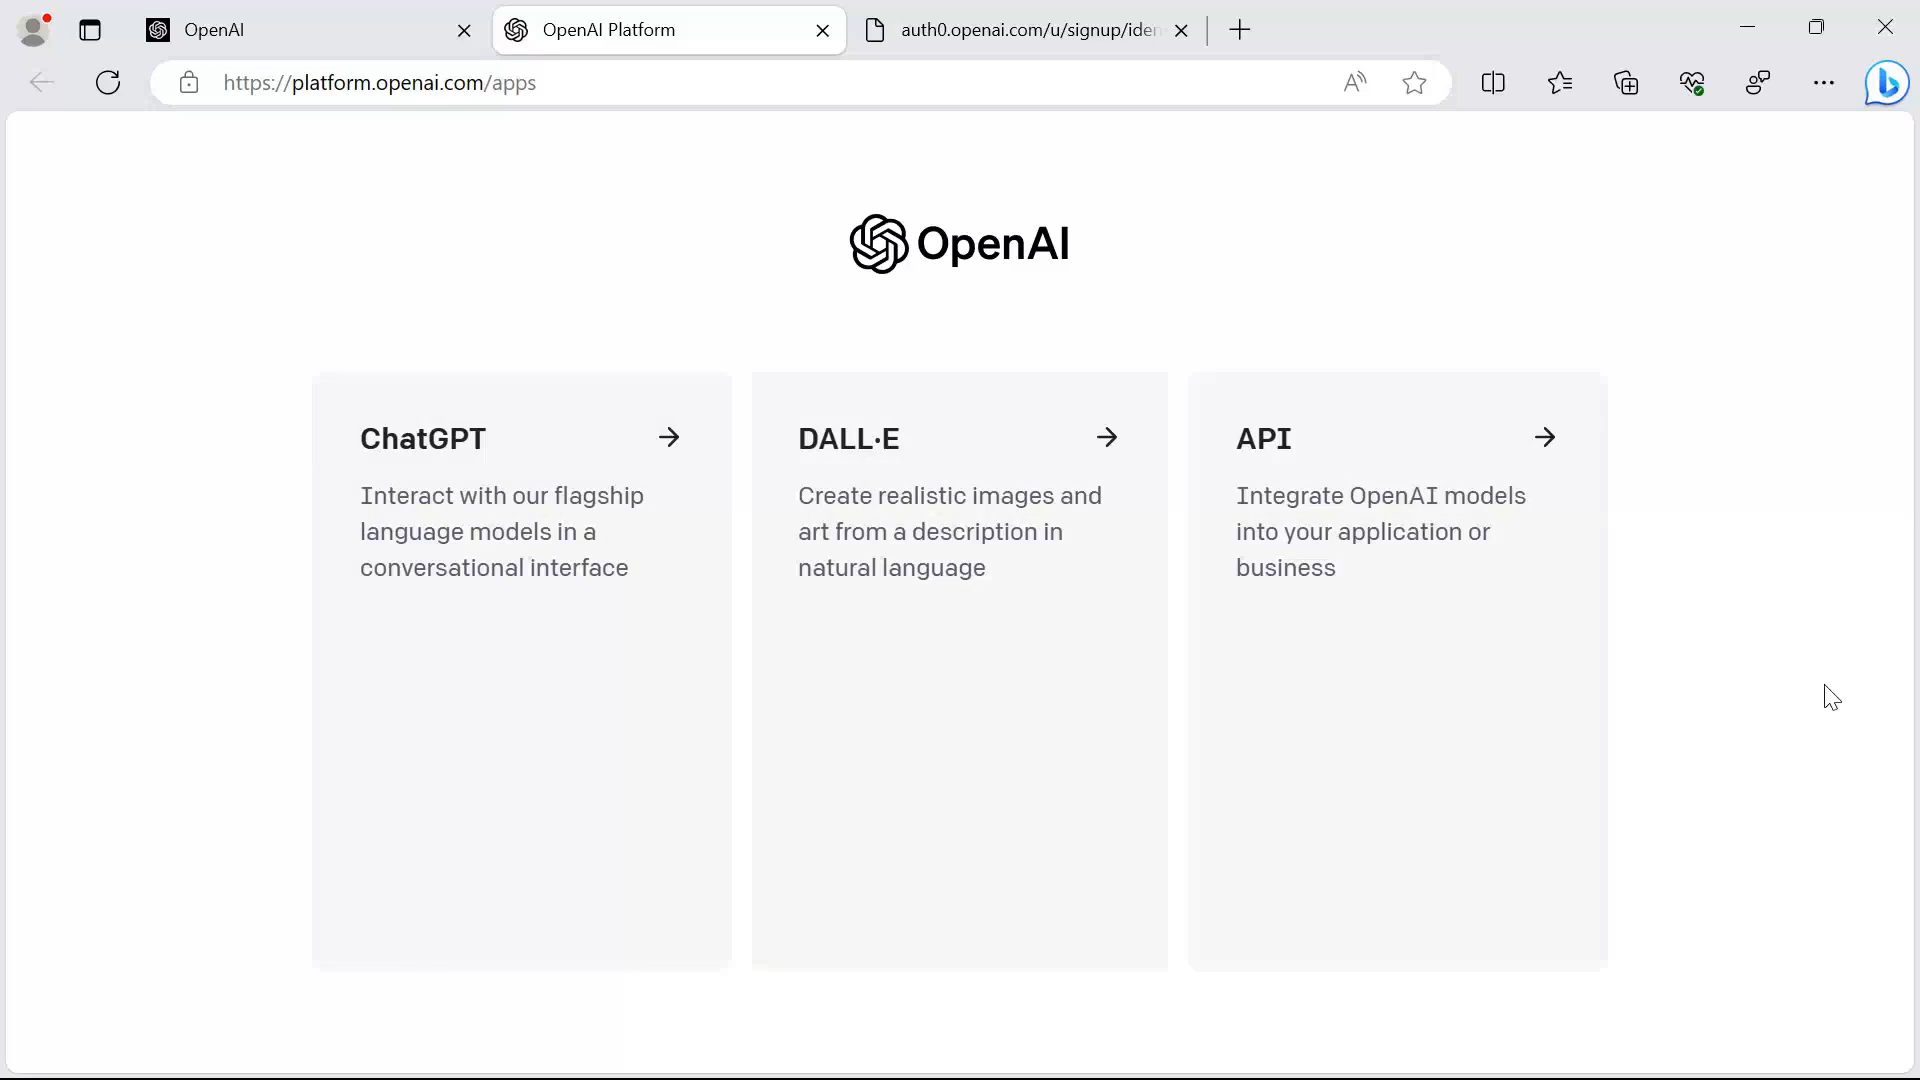 OpenAI
OpenAI Platform
auth0.openai.com/u/signup/iden
https://platform.openai.com/apps
OpenAI
ChatGPT
Interact with our flagship
language models in a
conversational interface
DALL·E
Create realistic images and
art from a description in
natural language
API
Integrate OpenAI models
into your application or
business